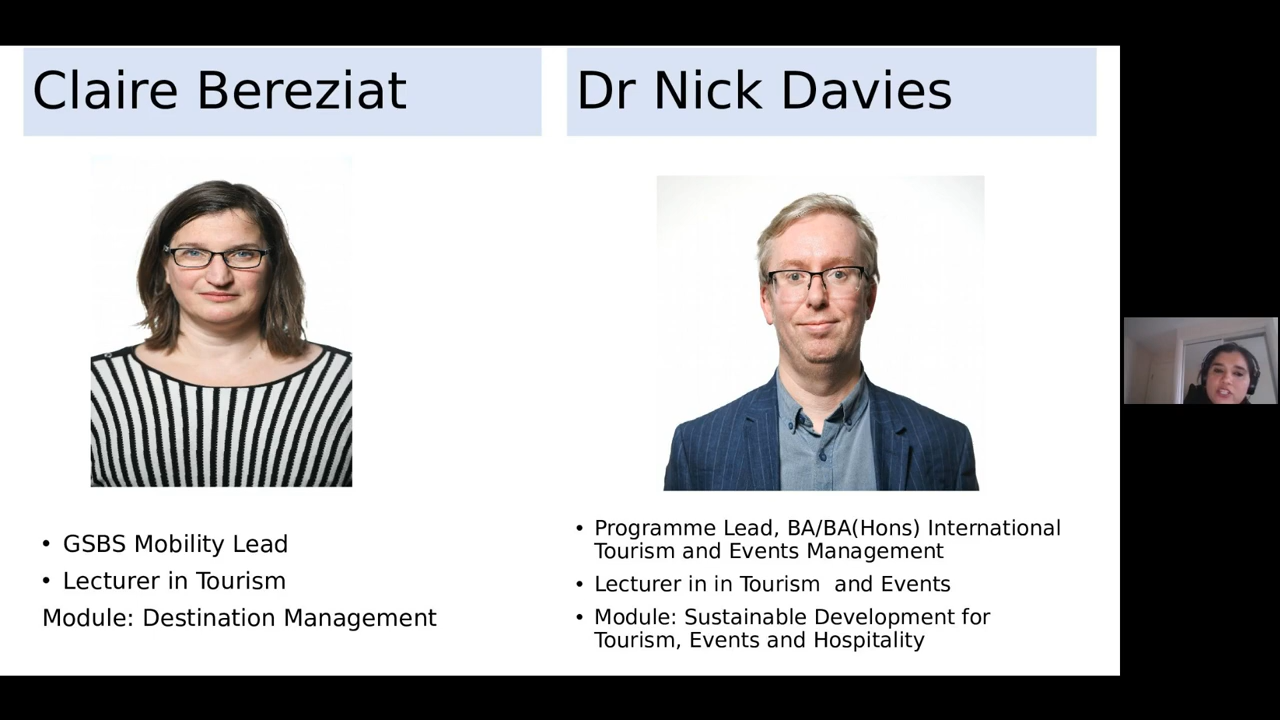 Claire Bereziat
Dr Nick Davies
• GSBS Mobility Lead
• Lecturer in Tourism
Module: Destination Management
• Programme Lead, BA/BA(Hons) International
Tourism and Events Management
• Lecturer in in Tourism  and Events
• Module: Sustainable Development for
Tourism, Events and Hospitality